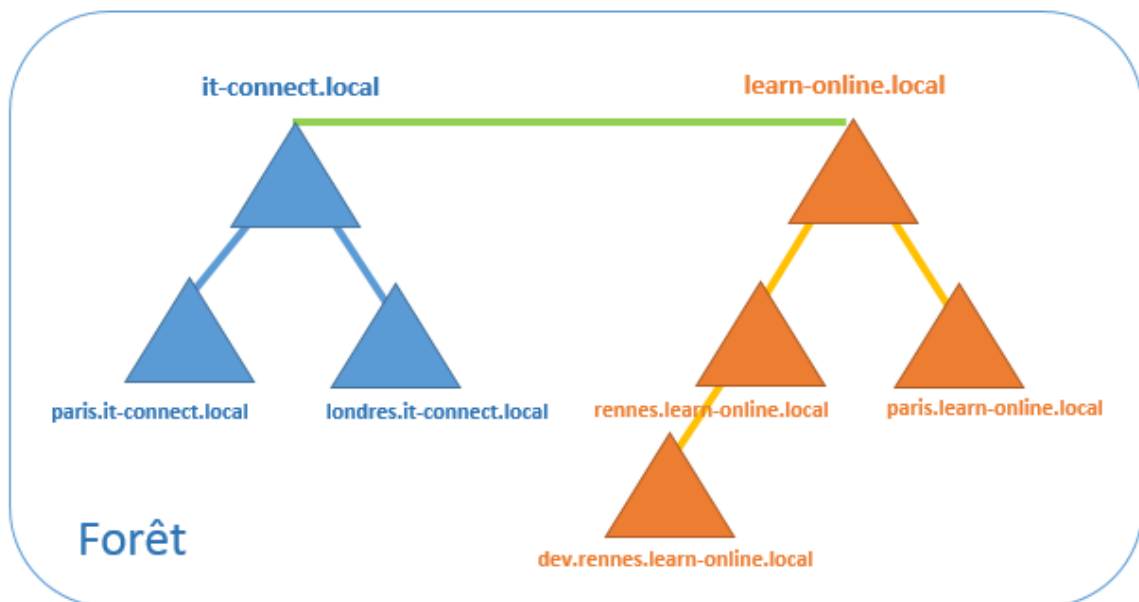 it-connect.local
learn-online.local
paris.it-connect.local
londres.it-connect.local
rennes.learn-online.local
paris.learn-online.local
Forêt
dev.rennes.learn-online.local